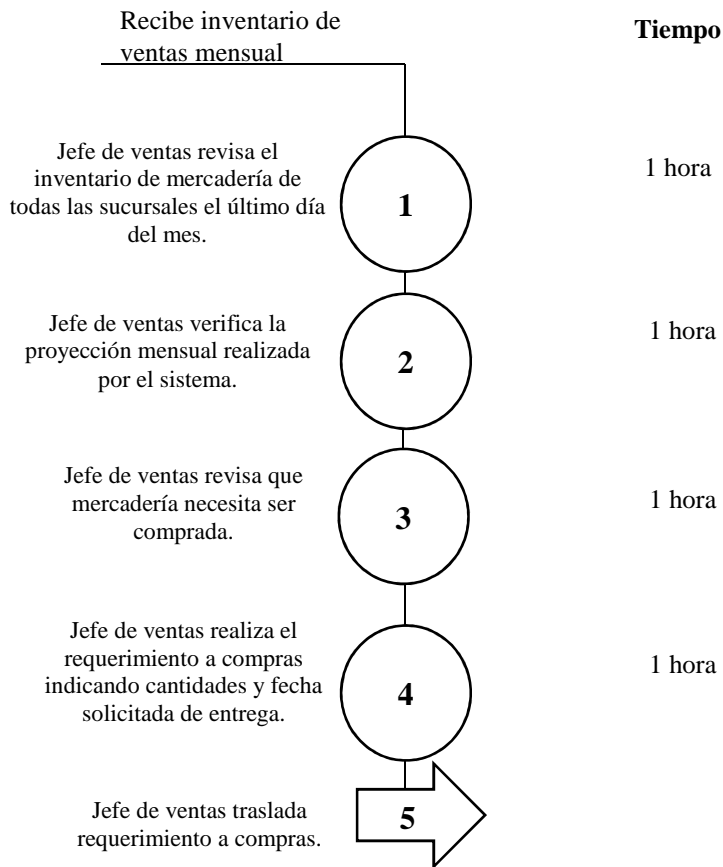 Recibe inventario de
ventas mensual
Tiempo
Jefe de ventas revisa el
inventario de mercadería de
todas las sucursales el último día
del mes.
1
1 hora
Jefe de ventas verifica la
proyección mensual realizada
por el sistema.
2
1 hora
Jefe de ventas revisa que
mercadería necesita ser
comprada.
3
1 hora
Jefe de ventas realiza el
requerimiento a compras
indicando cantidades y fecha
solicitada de entrega.
4
1 hora
Jefe de ventas traslada
requerimiento a compras.
5